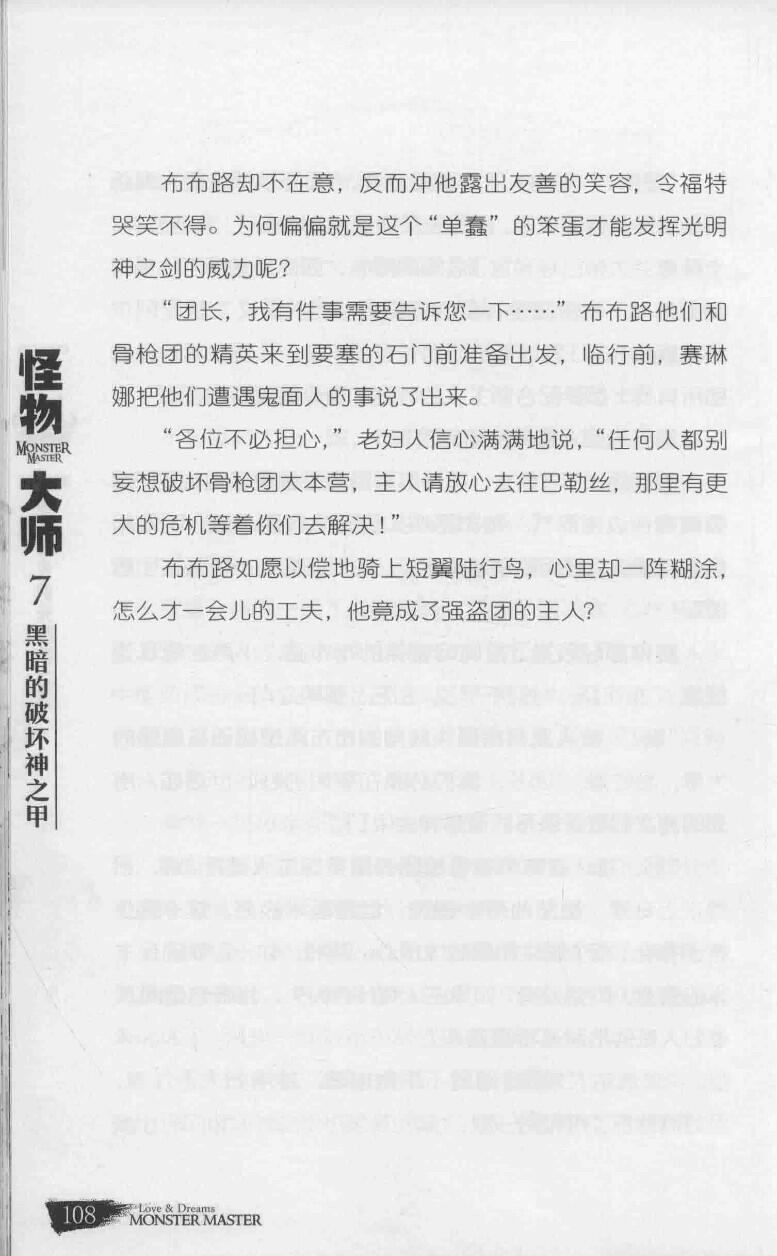 布布路却不在意，反而冲他露出友善的笑容，令福特
哭笑不得。为何偏偏就是这个“单蠢”的笨蛋才能发挥光明
神之剑的威力呢？
“团长，我有件事需要告诉您一下……”布布路他们和
骨枪团的精英来到要塞的石门前准备出发，临行前，赛琳
娜把他们遭遇鬼面人的事说了出来。
“各位不必担心，”老妇人信心满满地说，“任何人都别
妄想破坏骨枪团大本营，主人请放心去往巴勒丝，那里有更
大的危机等着你们去解决！”
布布路如愿以偿地骑上短翼陆行鸟，心里却一阵糊涂，
怎么才一会儿的工夫，他竟成了强盗团的主人？
怪物
MONSTER
MASTER
大师
7
黑暗的破坏神之甲
108
Love & Dreams
MONSTER MASTER